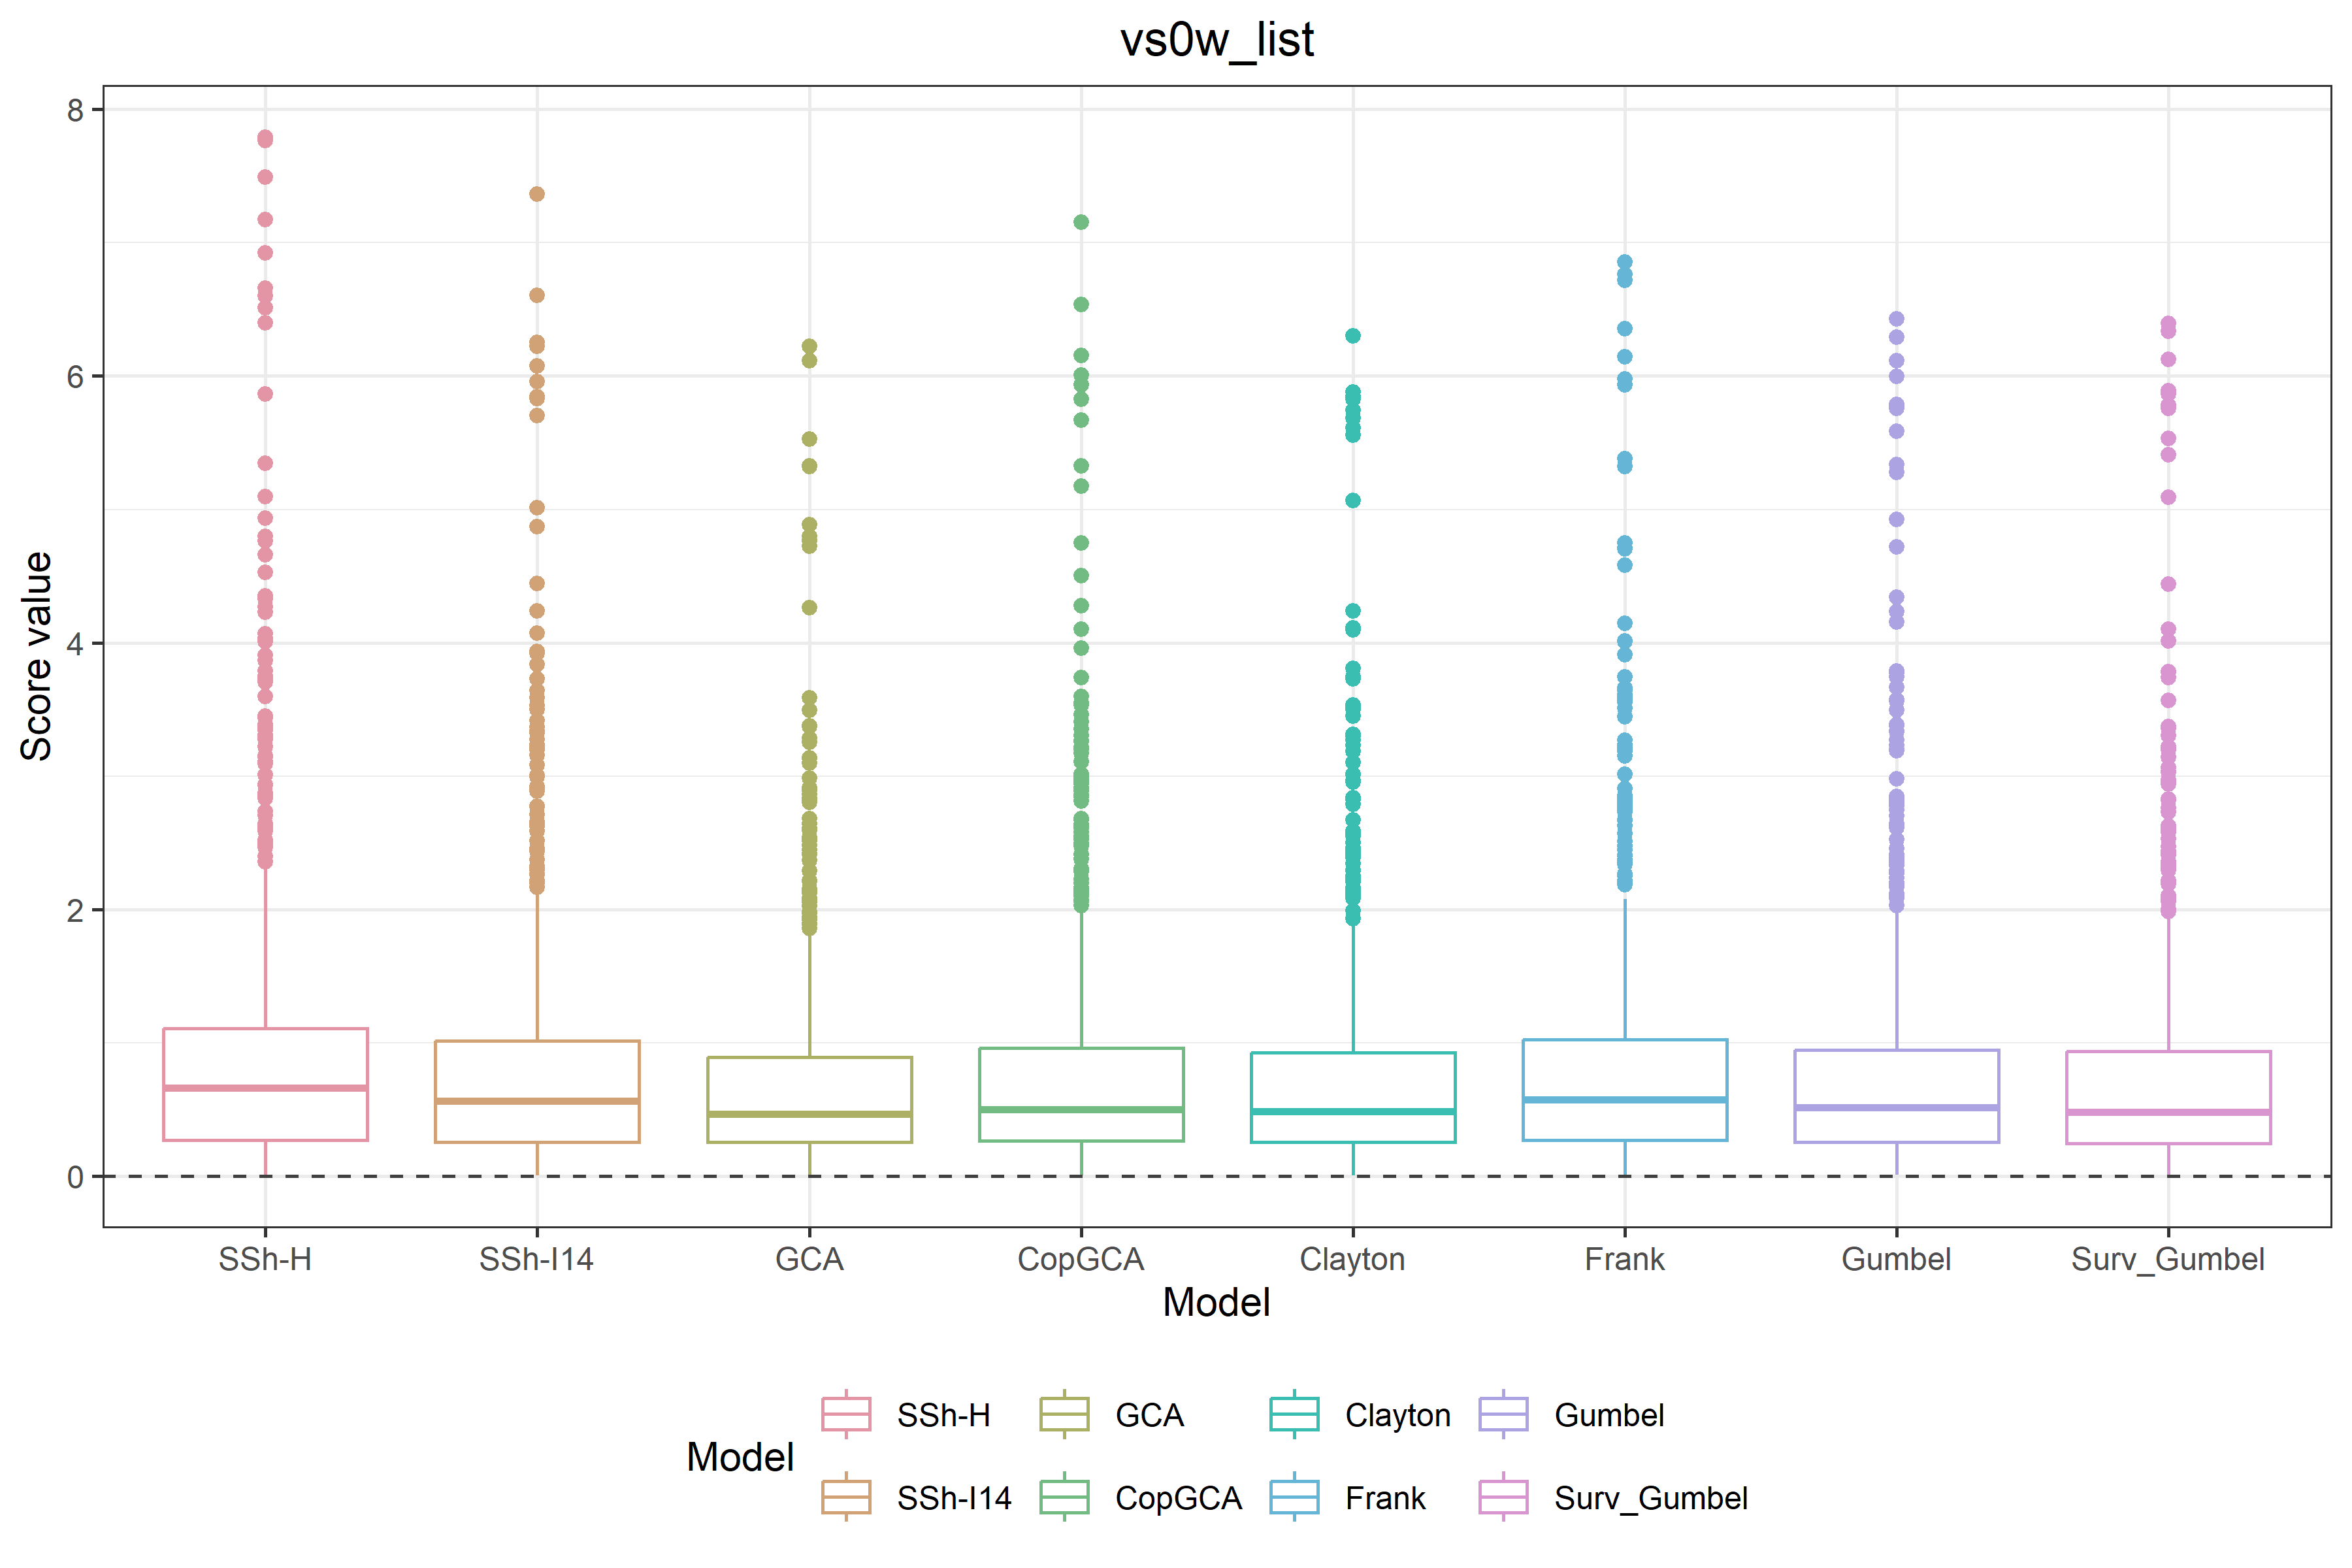 vs0w_list
Score value
8
6
4
2
0
SSh-H SSh-I14 GCA CopGCA Clayton Frank Gumbel Surv_Gumbel
Model
Model
SSh-H GCA Clayton Gumbel
SSh-I14 CopGCA Frank Surv_Gumbel